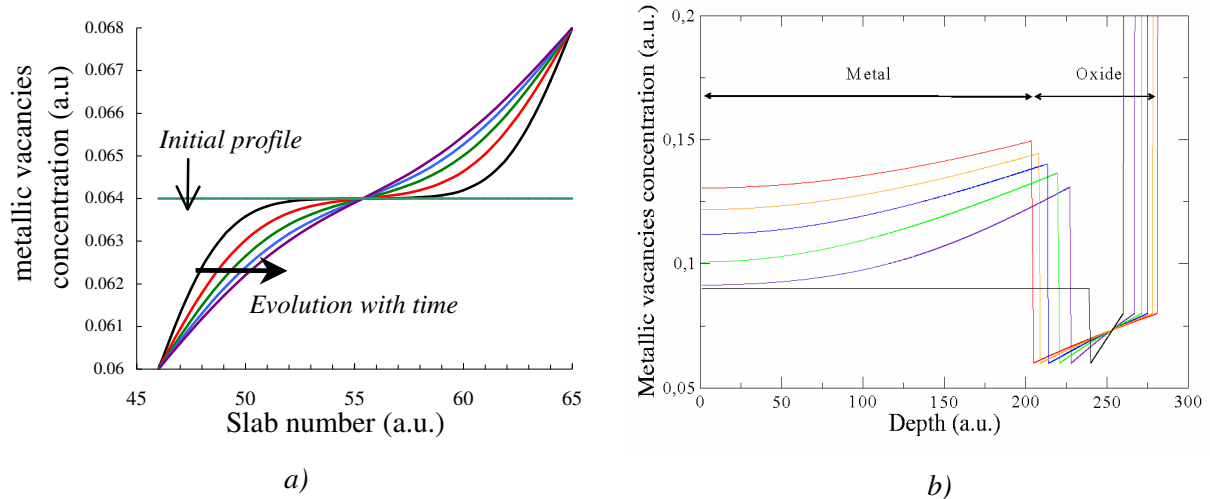 metallic vacancies
concentration (a.u)
0.068
0.067
0.066
0.065
0.064
0.063
0.062
0.061
0.06
Initial profile
Evolution with time
45
50
55
60
65
Slab number (a.u.)
a)
Metallic vacancies concentration (a.u.)
0,2
0,15
0,1
0,05
Metal
Oxide
0
50
100
150
200
250
300
Depth (a.u.)
b)